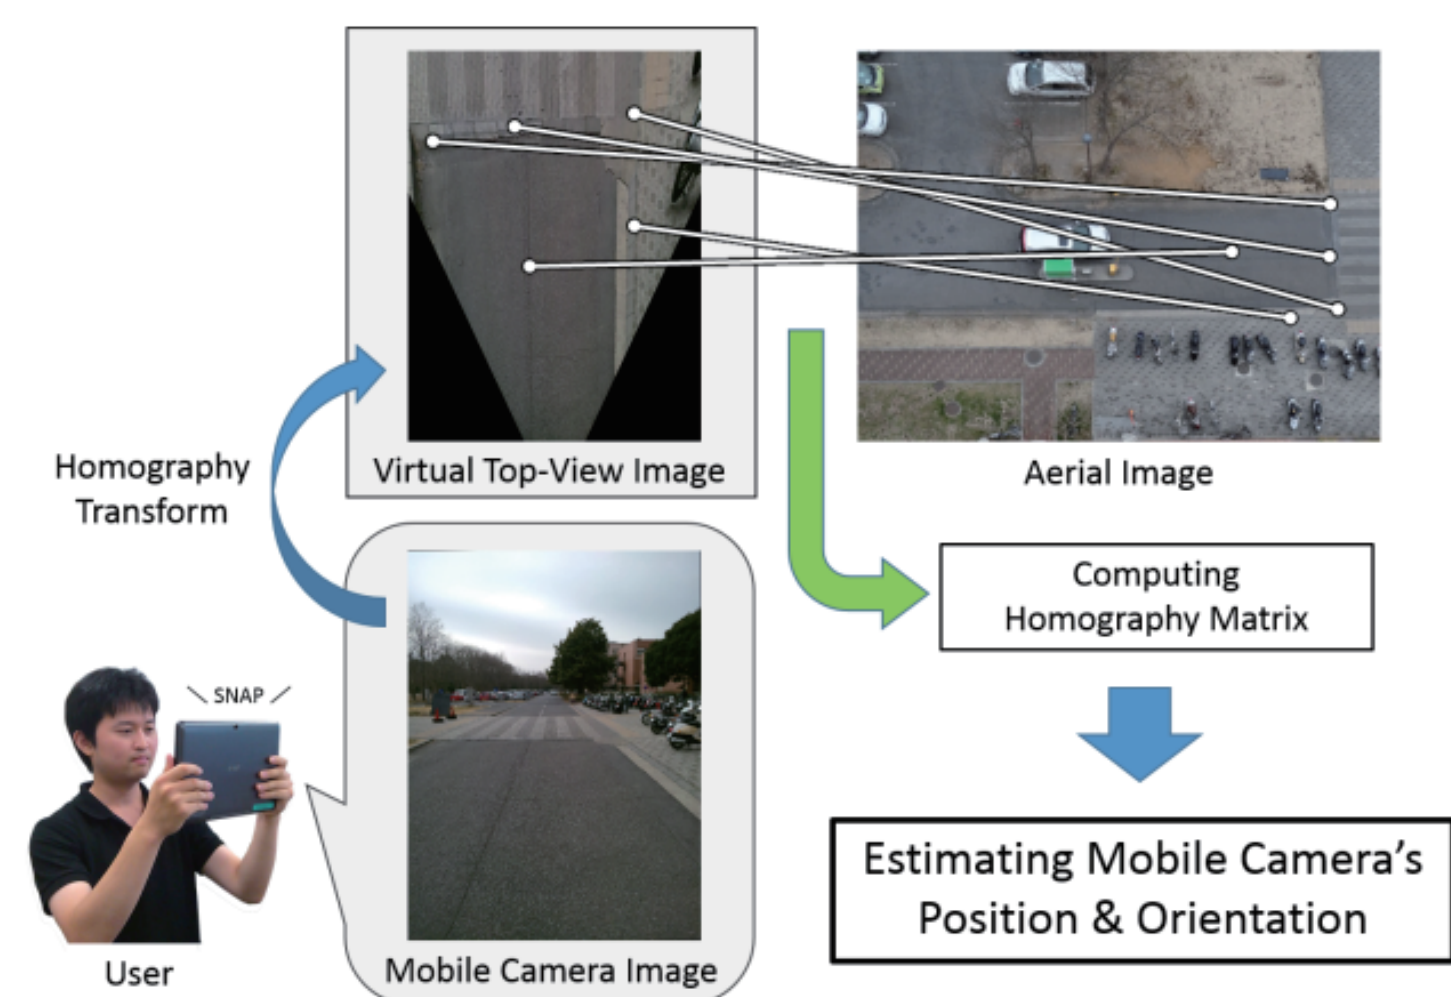 Virtual Top-View Image
Aerial Image
Homography
Transform
Computing
Homography Matrix
SNAP
Estimating Mobile Camera’s
Position & Orientation
User
Mobile Camera Image